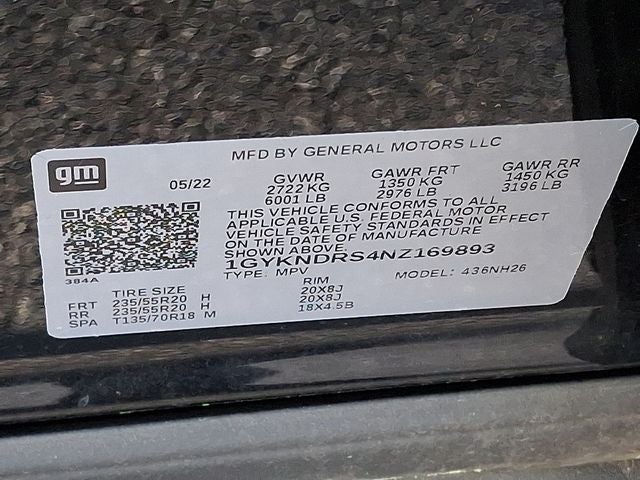 MFD BY GENERAL MOTORS LLC
gm
05/22
GVWR GAWR FRT GAWR RR
2722 KG 1350 KG 1450 KG
6001 LB 2976 LB 3196 LB
THIS VEHICLE CONFORMS TO ALL
APPLICABLE U.S. FEDERAL MOTOR
VEHICLE SAFETY STANDARDS IN EFFECT
ON THE DATE OF MANUFACTURE
SHOWN ABOVE.
1GYKNDRS4NZ169893
384A
TYPE: MPV MODEL: 436NH26
TIRE SIZE RIM
FRT 235/55R20 H 20X8J
RR 235/55R20 H 20X8J
SPA T135/70R18 M 18X4.5B